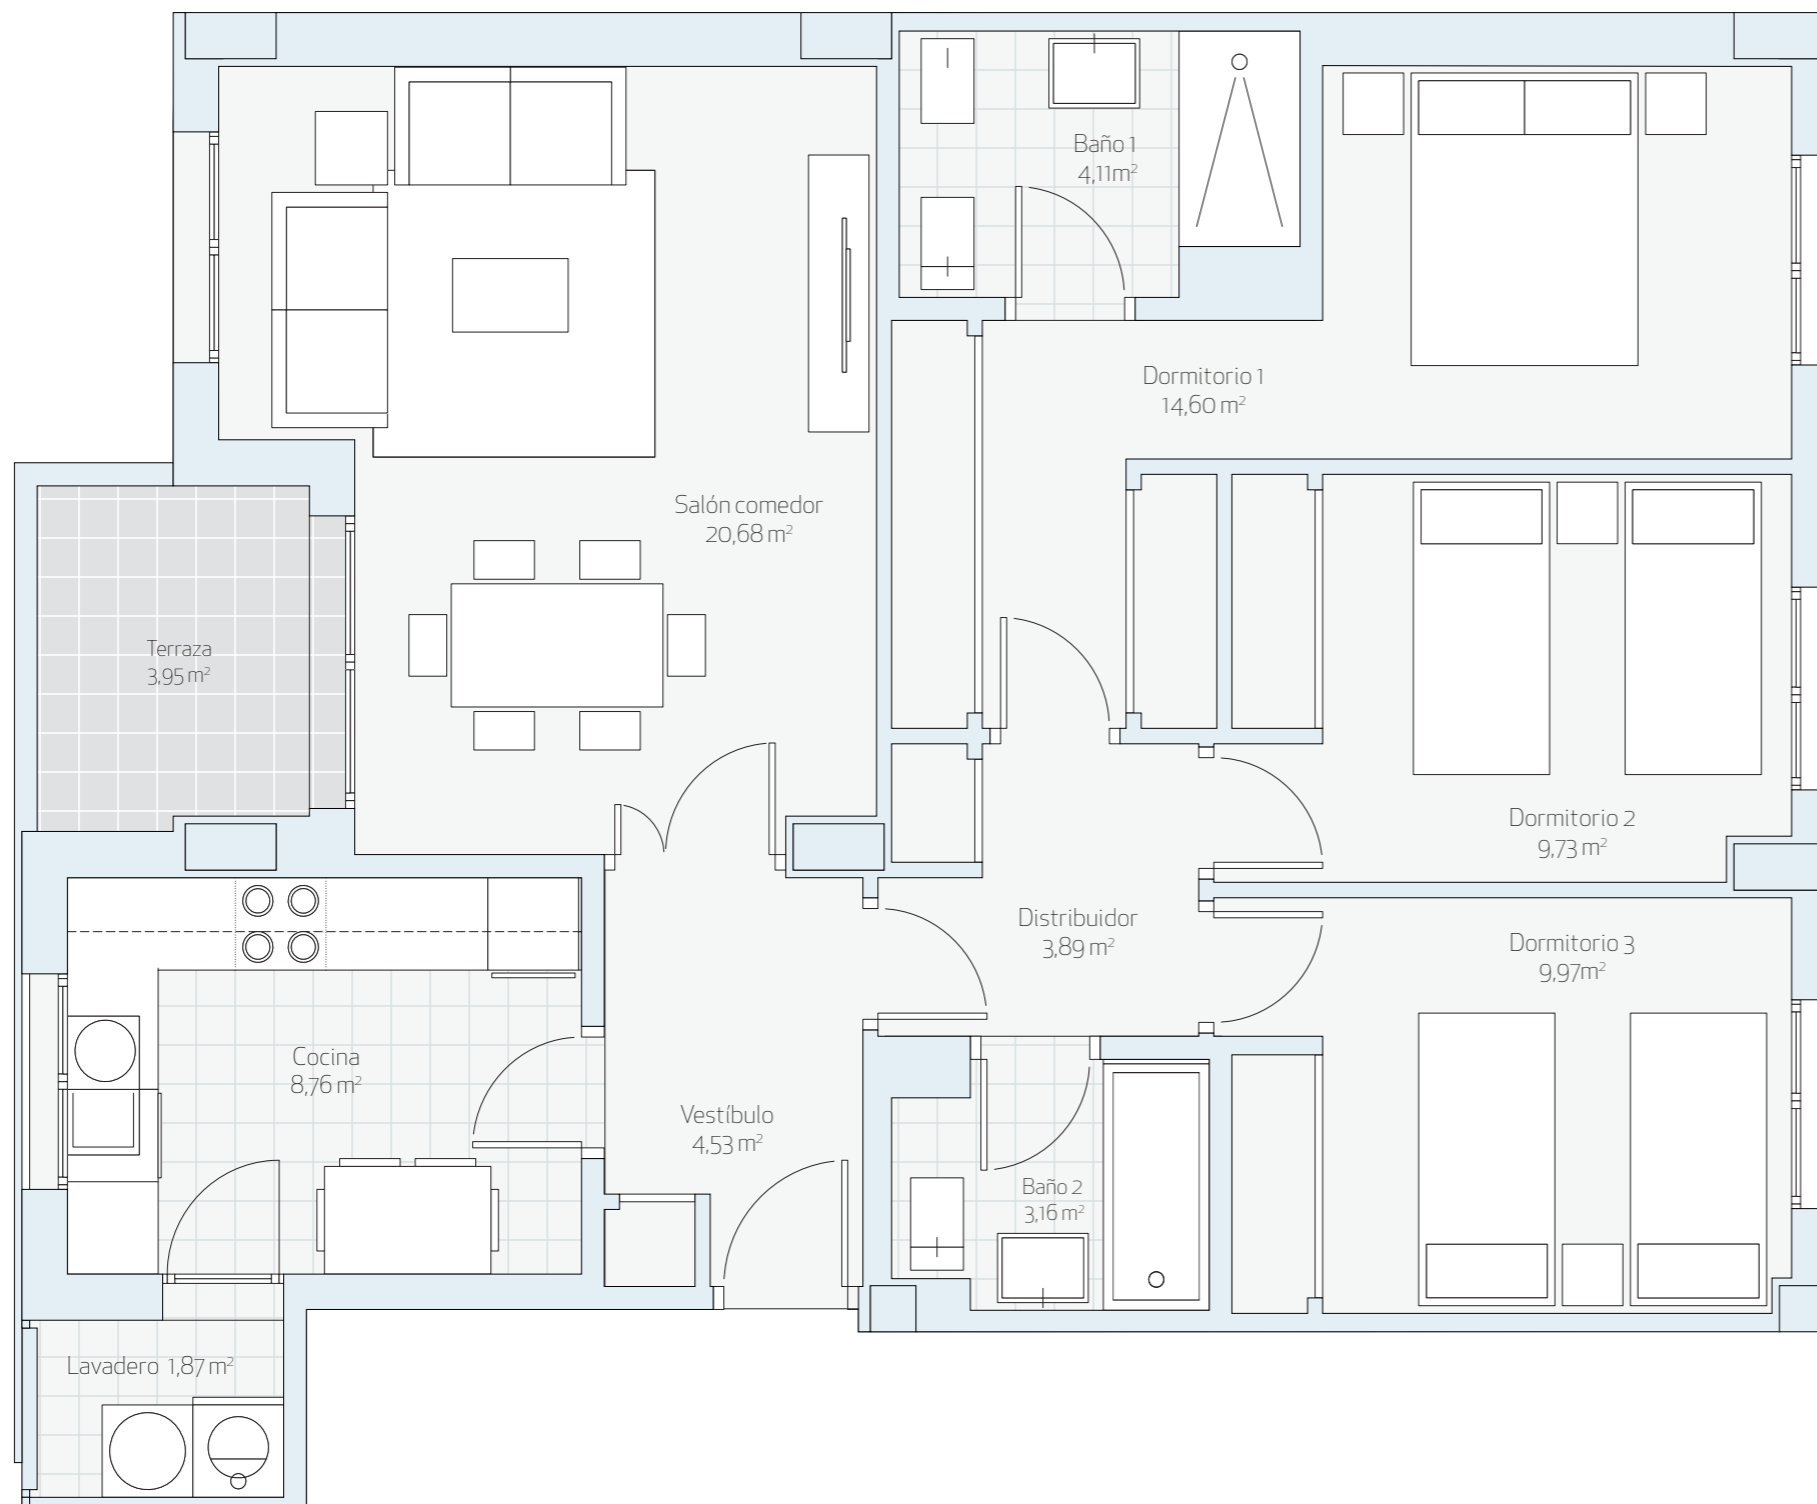 Baño 1
4,11m²
Dormitorio 1
14,60 m²
Salón comedor
20,68 m²
Terraza
3,95 m²
Dormitorio 2
9,73 m²
Distribuidor
3,89 m²
Dormitorio 3
9,97m²
Cocina
8,76 m²
Vestíbulo
4,53 m²
Baño 2
3,16 m²
Lavadero 1,87 m²